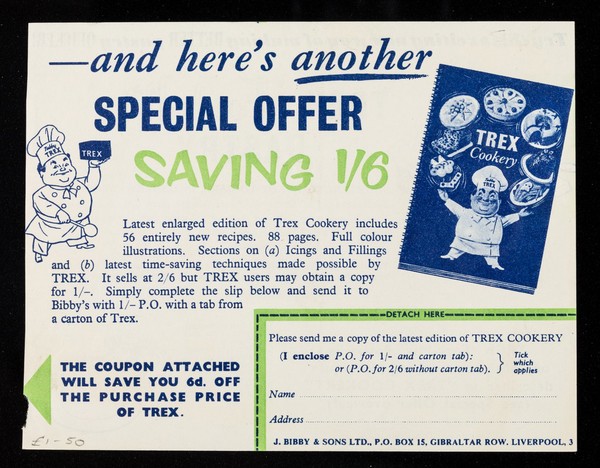 —and here's another
SPECIAL OFFER
SAVING 1/6
TREX
Cookery
TREX
Bibby
TREX
TREX
Latest enlarged edition of Trex Cookery includes
56 entirely new recipes. 88 pages. Full colour
illustrations. Sections on (a) Icings and Fillings
and (b) latest time-saving techniques made possible by
TREX. It sells at 2/6 but TREX users may obtain a copy
for 1/-. Simply complete the slip below and send it to
Bibby's with 1/- P.O. with a tab from
a carton of Trex.
THE COUPON ATTACHED
WILL SAVE YOU 6d. OFF
THE PURCHASE PRICE
OF TREX.
£1-50
DETACH HERE
Please send me a copy of the latest edition of TREX COOKERY
(I enclose P.O. for 1/- and carton tab):
or (P.O. for 2/6 without carton tab).
Tick
which
applies
Name
Address
J. BIBBY & SONS LTD., P.O. BOX 15, GIBRALTAR ROW, LIVERPOOL, 3